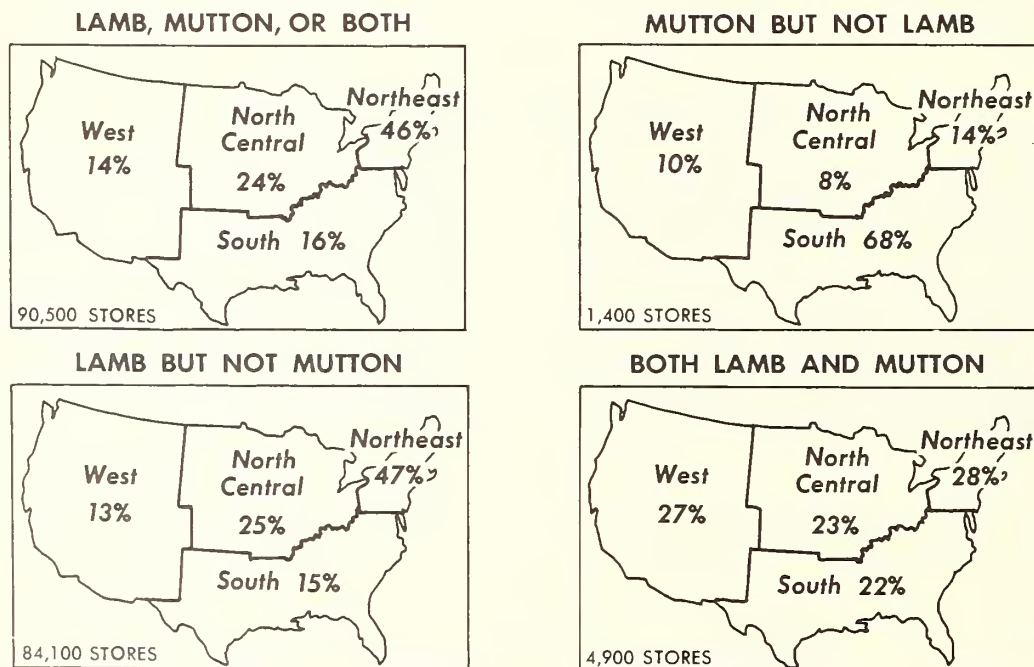 LAMB, MUTTON, OR BOTH
West
14%
North
Central
24%
Northeast
46%
South 16%
90,500 STORES
MUTTON BUT NOT LAMB
West
10%
North
Central
8%
Northeast
14%
South 68%
1,400 STORES
LAMB BUT NOT MUTTON
West
13%
North
Central
25%
Northeast
47%
South 15%
84,100 STORES
BOTH LAMB AND MUTTON
West
27%
North
Central
23%
Northeast
28%
South 22%
4,900 STORES